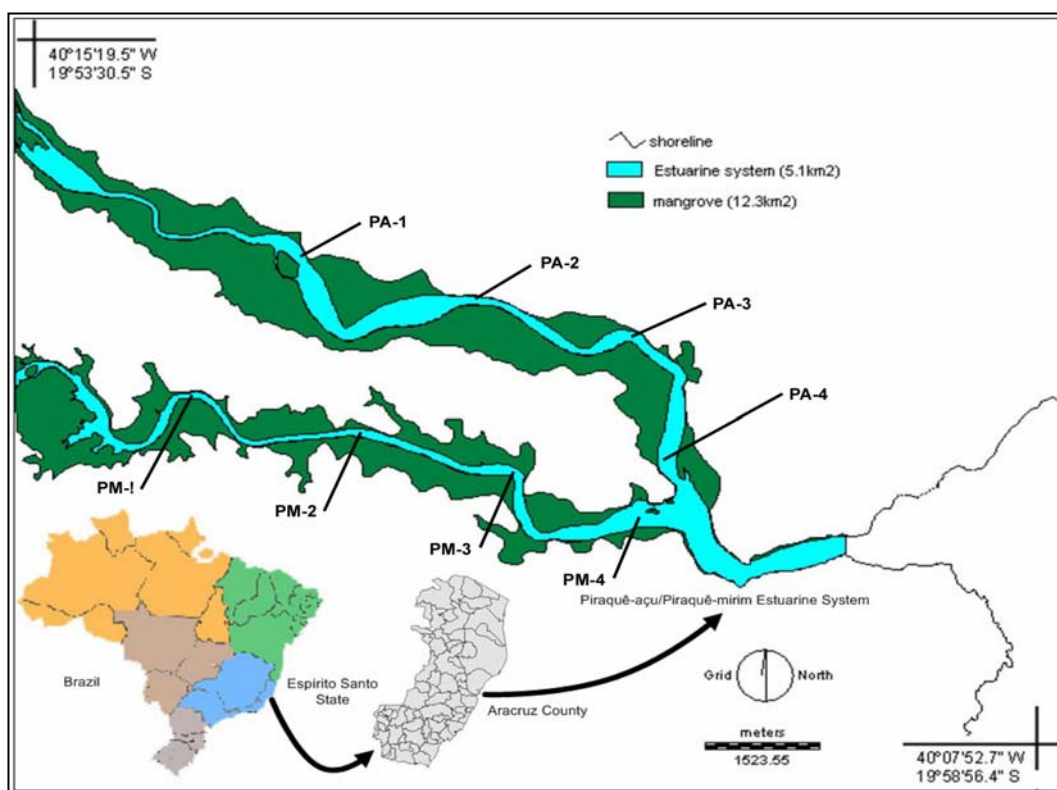 40°15'19.5" W
19°53'30.5" S
shoreline
Estuarine system (5.1km2)
mangrove (12.3km2)
PA-1
PA-2
PA-3
PA-4
PM-!
PM-2
PM-3
PM-4
Piraquê-açu/Piraquê-mirim Estuarine System
Brazil
Espírito Santo
State
Aracruz County
Grid North
meters
1523.55
40°07'52.7" W
19°58'56.4" S